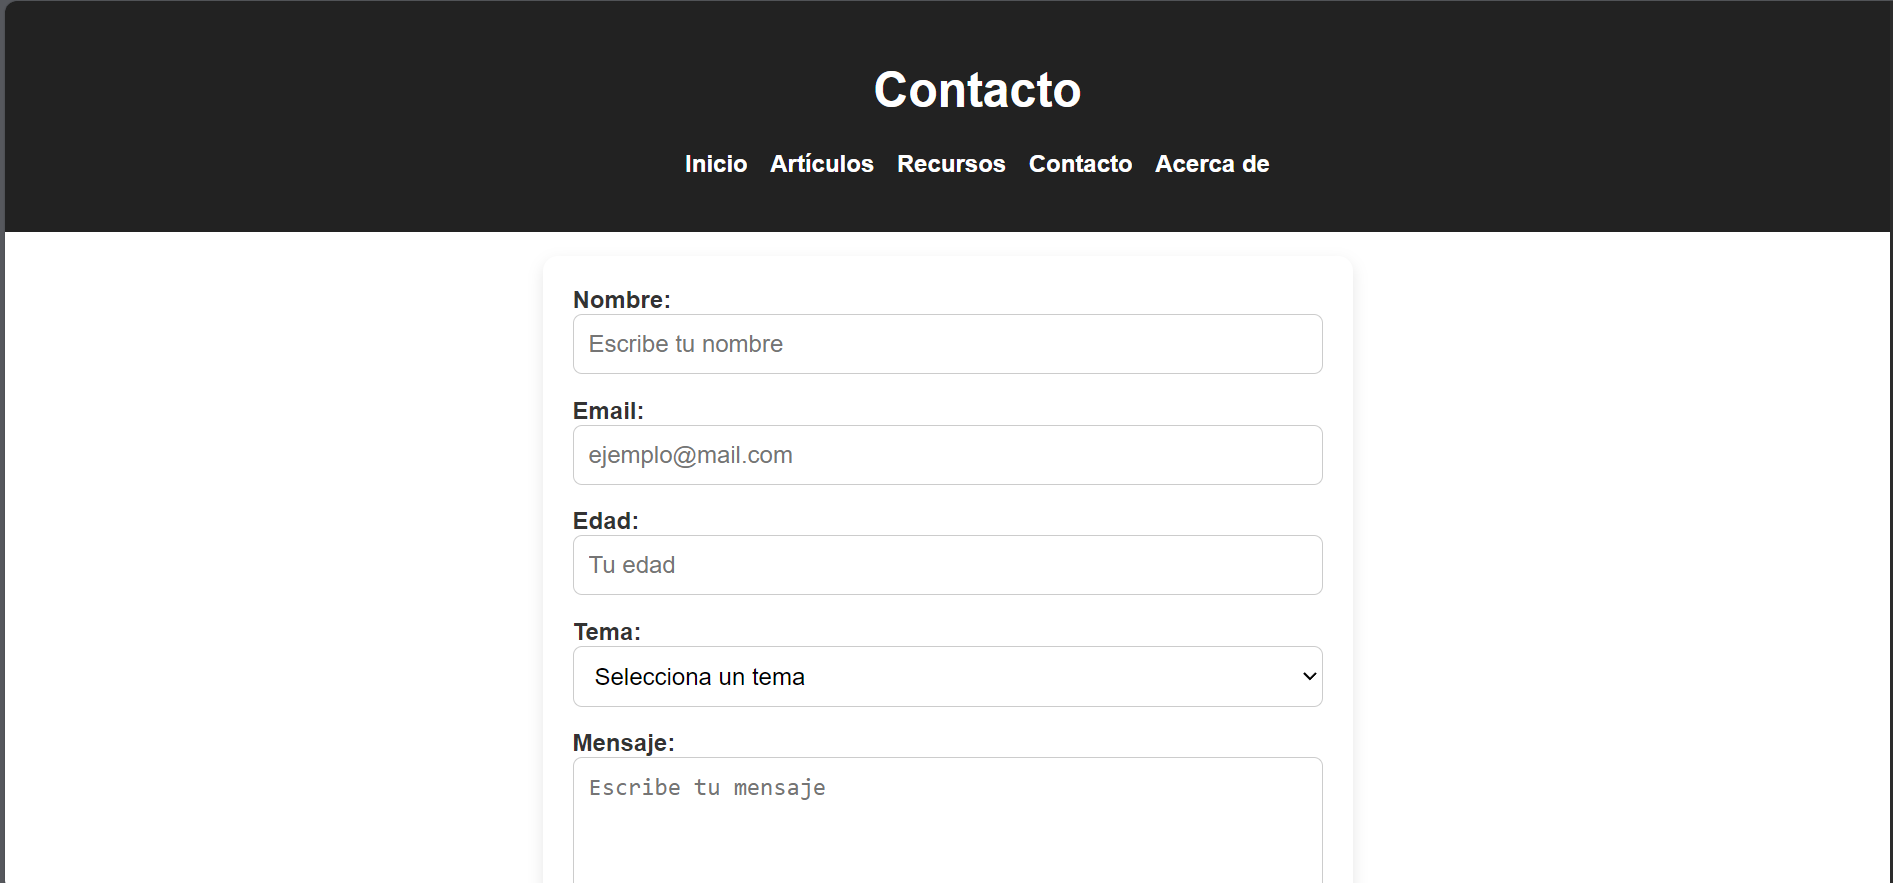 Contacto
Inicio Artículos Recursos Contacto Acerca de
Nombre:
Escribe tu nombre
Email:
ejemplo@mail.com
Edad:
Tu edad
Tema:
Selecciona un tema
Mensaje:
Escribe tu mensaje